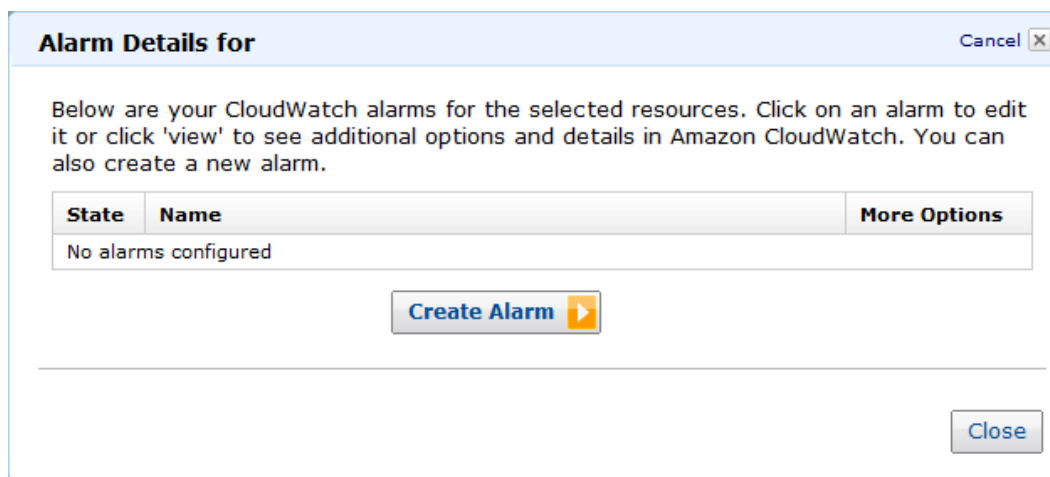 Alarm Details for
Cancel
Below are your CloudWatch alarms for the selected resources. Click on an alarm to edit
it or click 'view' to see additional options and details in Amazon CloudWatch. You can
also create a new alarm.
State Name More Options
No alarms configured
Create Alarm
Close